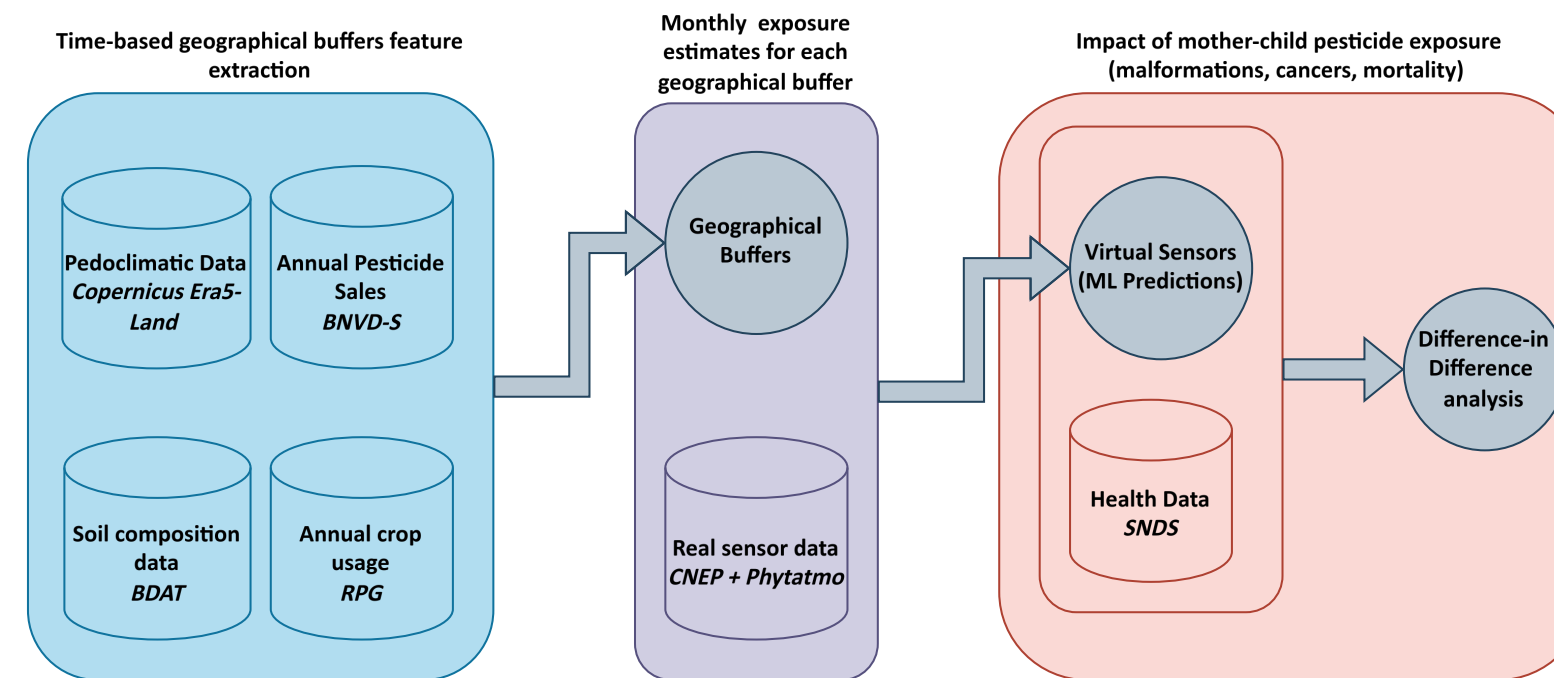 Time-based geographical buffers feature
extraction
Pedoclimatic Data
Copernicus Era5-
Land
Annual Pesticide
Sales
BNVD-S
Soil composition
data
BDAT
Annual crop
usage
RPG
Monthly exposure
estimates for each
geographical buffer
Geographical
Buffers
Real sensor data
CNEP + Phytatmo
Impact of mother-child pesticide exposure
(malformations, cancers, mortality)
Virtual Sensors
(ML Predictions)
Health Data
SNDS
Difference-in
Difference
analysis